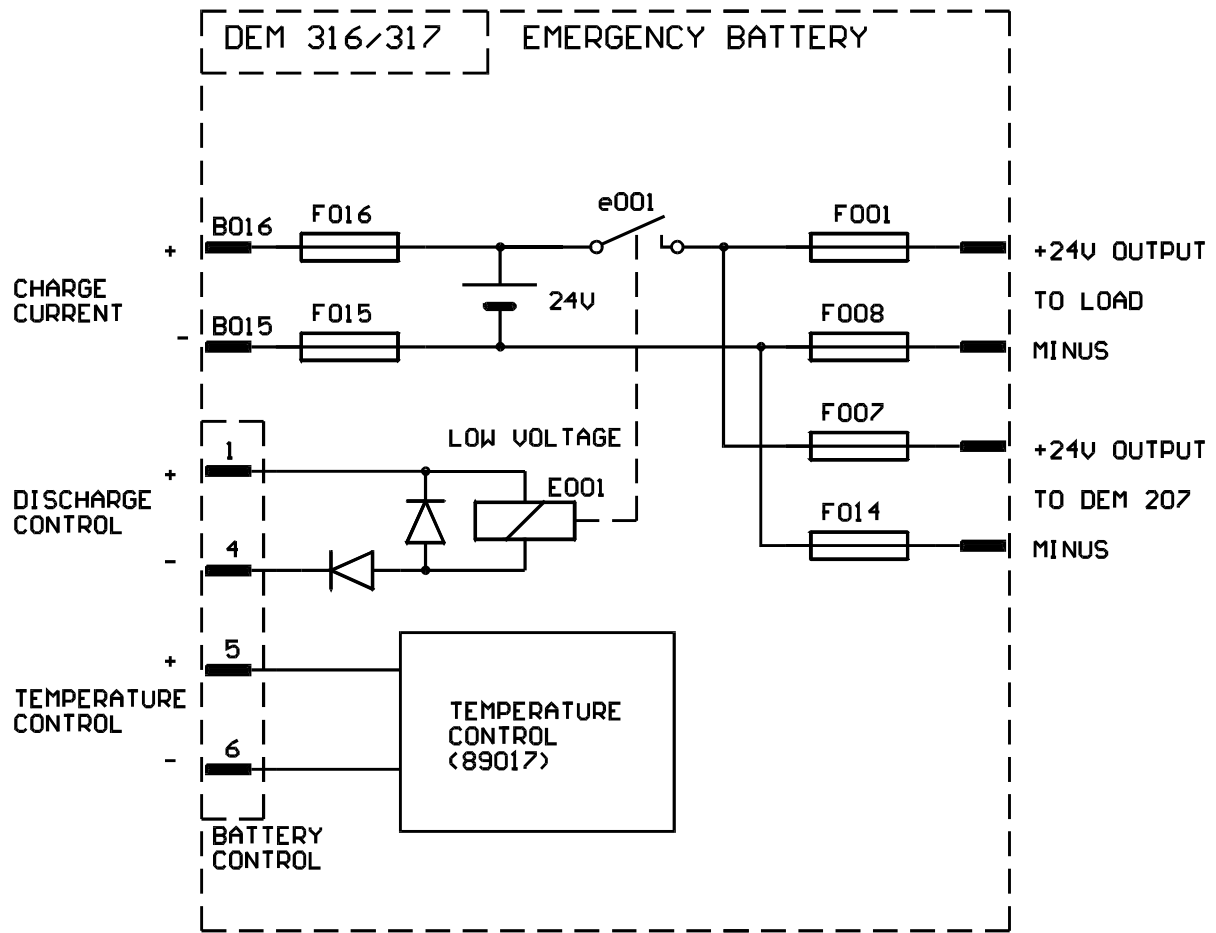 DEM 316/317 EMERGENCY BATTERY
e001
F016
F001
B016
+
+24V OUTPUT
CHARGE
CURRENT
24V
TO LOAD
F015
F008
B015
-
MINUS
F007
LOW VOLTAGE
1
+
+24V OUTPUT
E001
DISCHARGE
CONTROL
TO DEM 207
F014
4
-
MINUS
5
+
TEMPERATURE
CONTROL
TEMPERATURE
CONTROL
(89017)
6
-
BATTERY
CONTROL